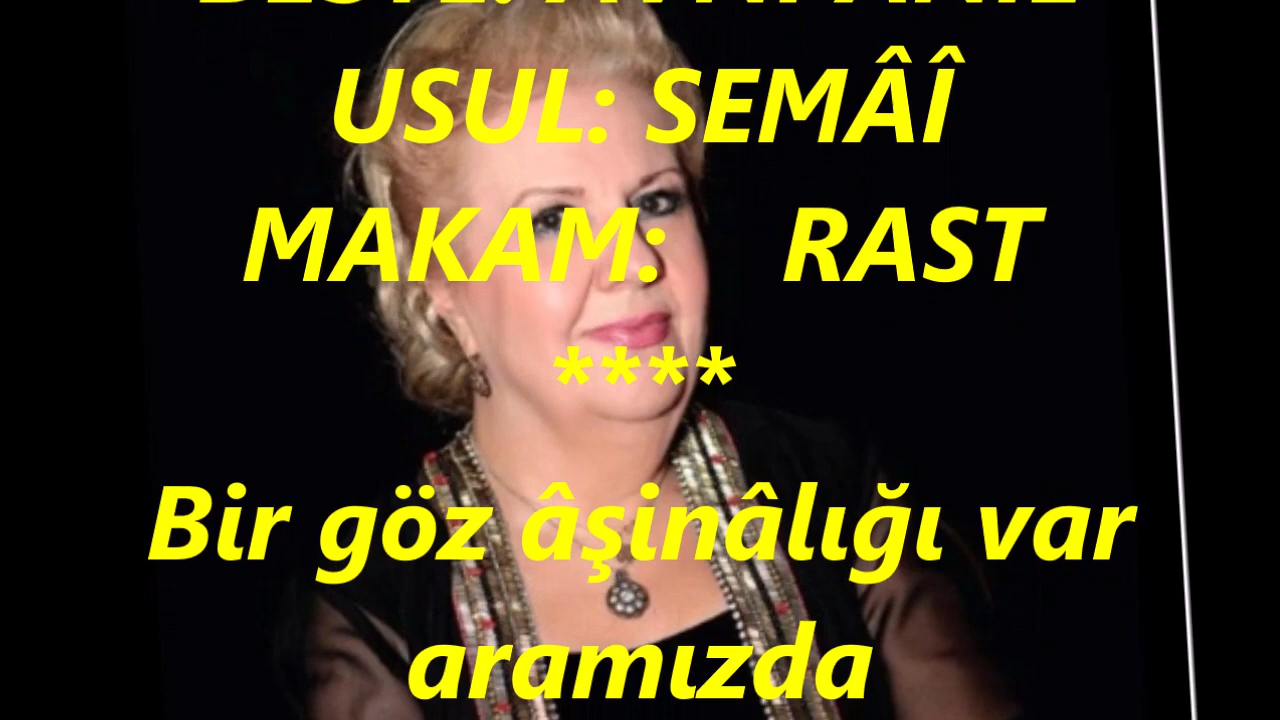 USUL: SEMÂÎ
MAKAM: RAST
****
Bir göz âşinâlığı var
aramızda